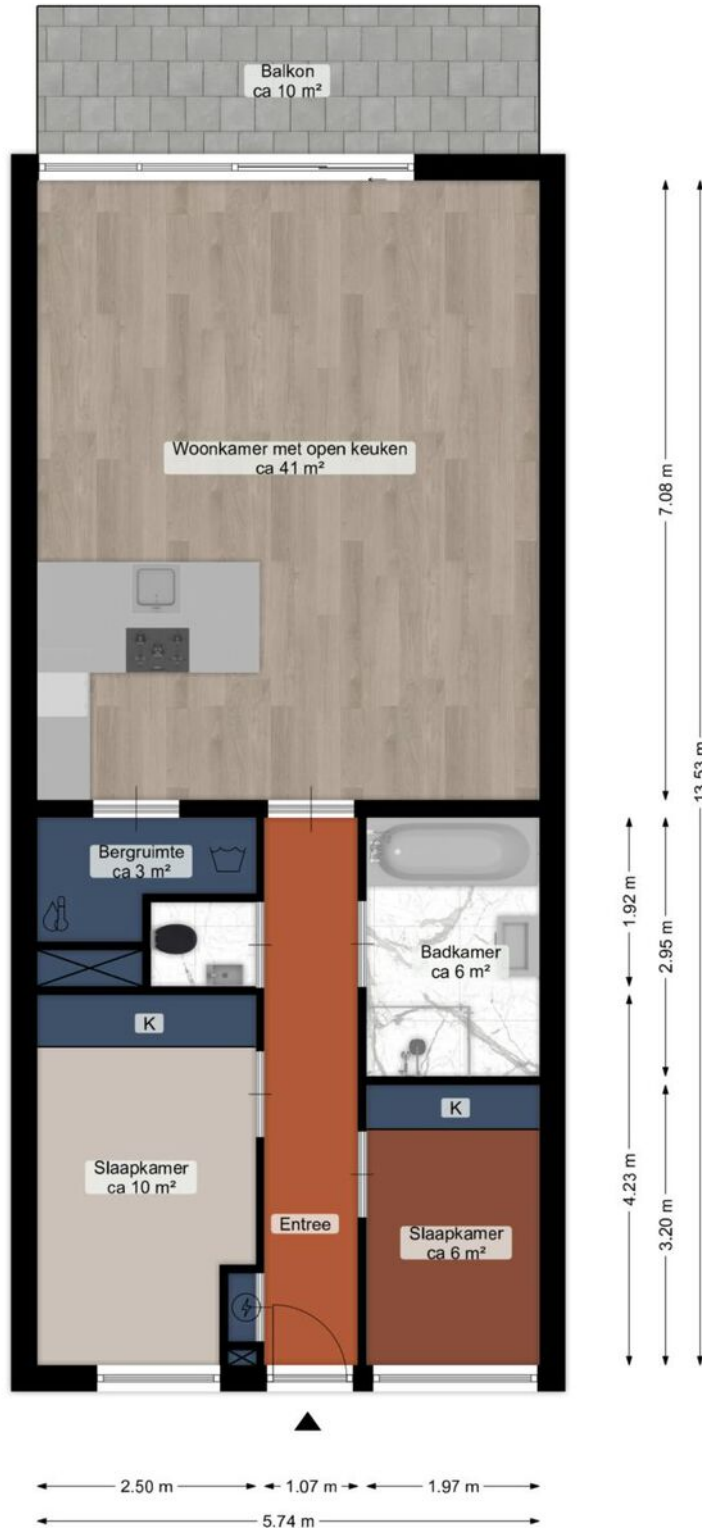 Balkon
ca 10 m²
Woonkamer met open keuken
ca 41 m²
7.08 m
13.53 m
Bergruimte
ca 3 m²
1.92 m
2.95 m
Badkamer
ca 6 m²
K
K
Slaapkamer
ca 10 m²
4.23 m
3.20 m
Entree
Slaapkamer
ca 6 m²
2.50 m
1.07 m
1.97 m
5.74 m